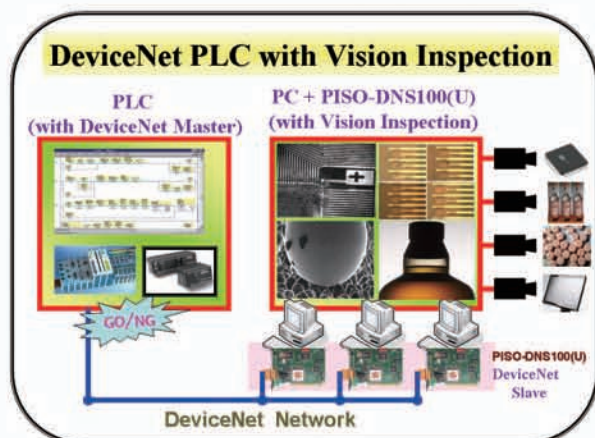 DeviceNet PLC with Vision Inspection
PLC
(with DeviceNet Master)
PC + PISO-DNS100(U)
(with Vision Inspection)
GO/NG
PISO-DNS100(U)
DeviceNet
Slave
DeviceNet Network